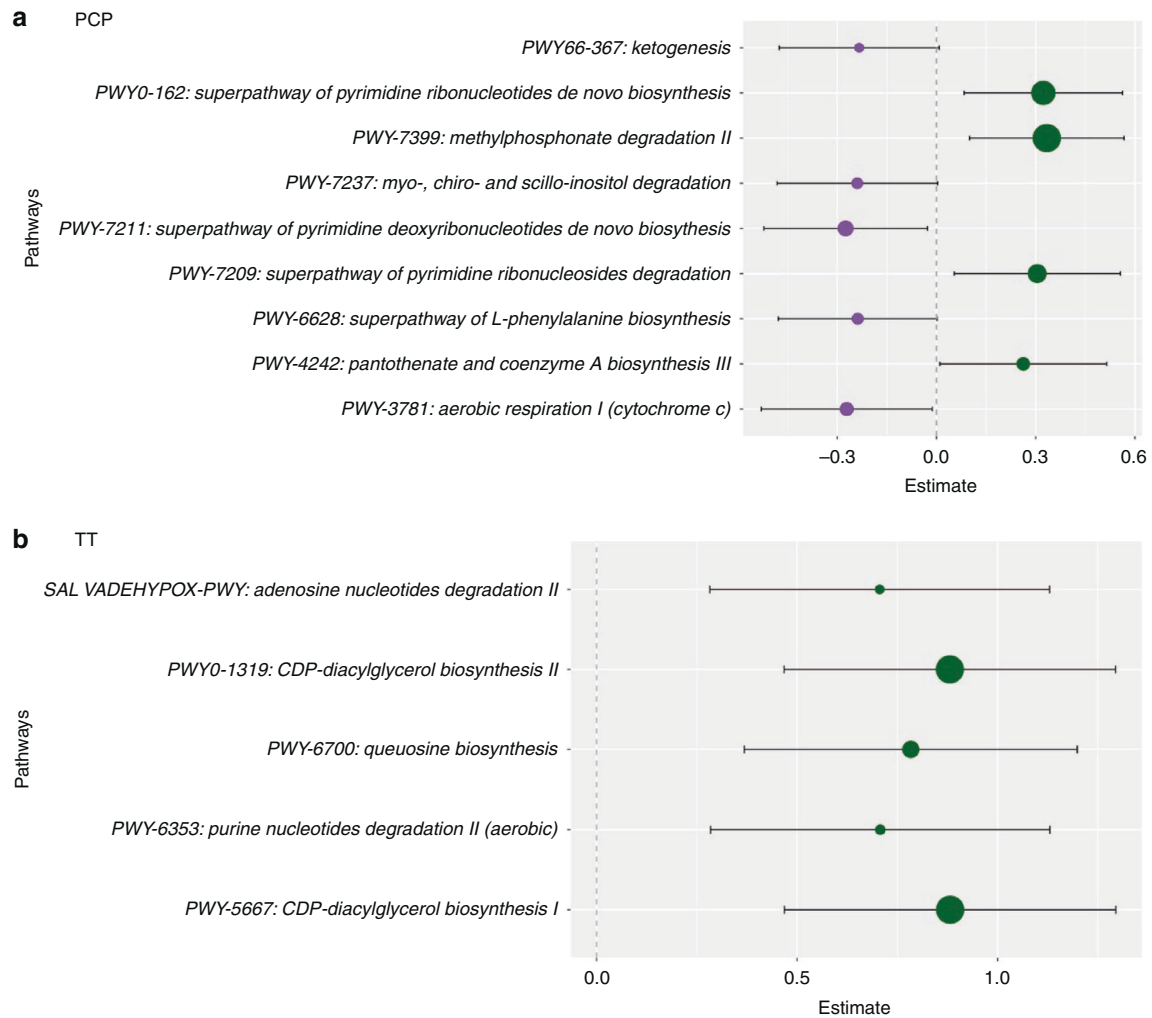 a PCP
PWY66-367: ketogenesis
PWY0-162: superpathway of pyrimidine ribonucleotides de novo biosynthesis
PWY-7399: methylphosphonate degradation II
PWY-7237: myo-, chiro- and scillo-inositol degradation
PWY-7211: superpathway of pyrimidine deoxyribonucleotides de novo biosythesis
PWY-7209: superpathway of pyrimidine ribonucleosides degradation
PWY-6628: superpathway of L-phenylalanine biosynthesis
PWY-4242: pantothenate and coenzyme A biosynthesis III
PWY-3781: aerobic respiration I (cytochrome c)
Pathways
–0.3 0.0 0.3 0.6
Estimate
b TT
SAL VADEHYPOX-PWY: adenosine nucleotides degradation II
PWY0-1319: CDP-diacylglycerol biosynthesis II
PWY-6700: queuosine biosynthesis
PWY-6353: purine nucleotides degradation II (aerobic)
PWY-5667: CDP-diacylglycerol biosynthesis I
Pathways
0.0 0.5 1.0
Estimate